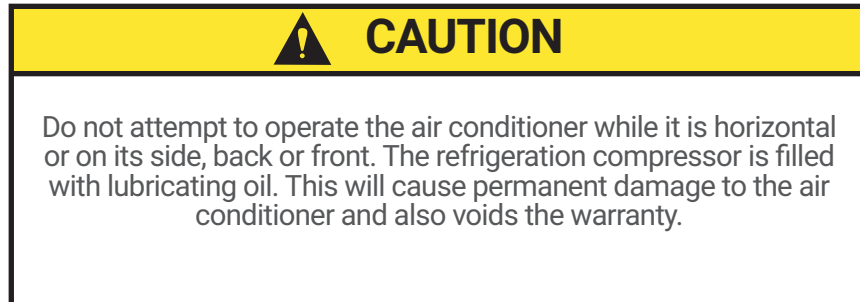 CAUTION
Do not attempt to operate the air conditioner while it is horizontal
or on its side, back or front. The refrigeration compressor is filled
with lubricating oil. This will cause permanent damage to the air
conditioner and also voids the warranty.